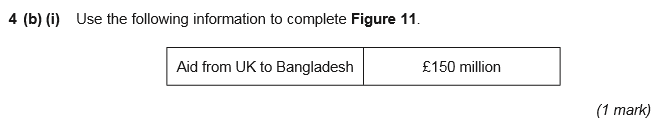 4 (b) (i) Use the following information to complete Figure 11.
Aid from UK to Bangladesh £150 million
(1 mark)